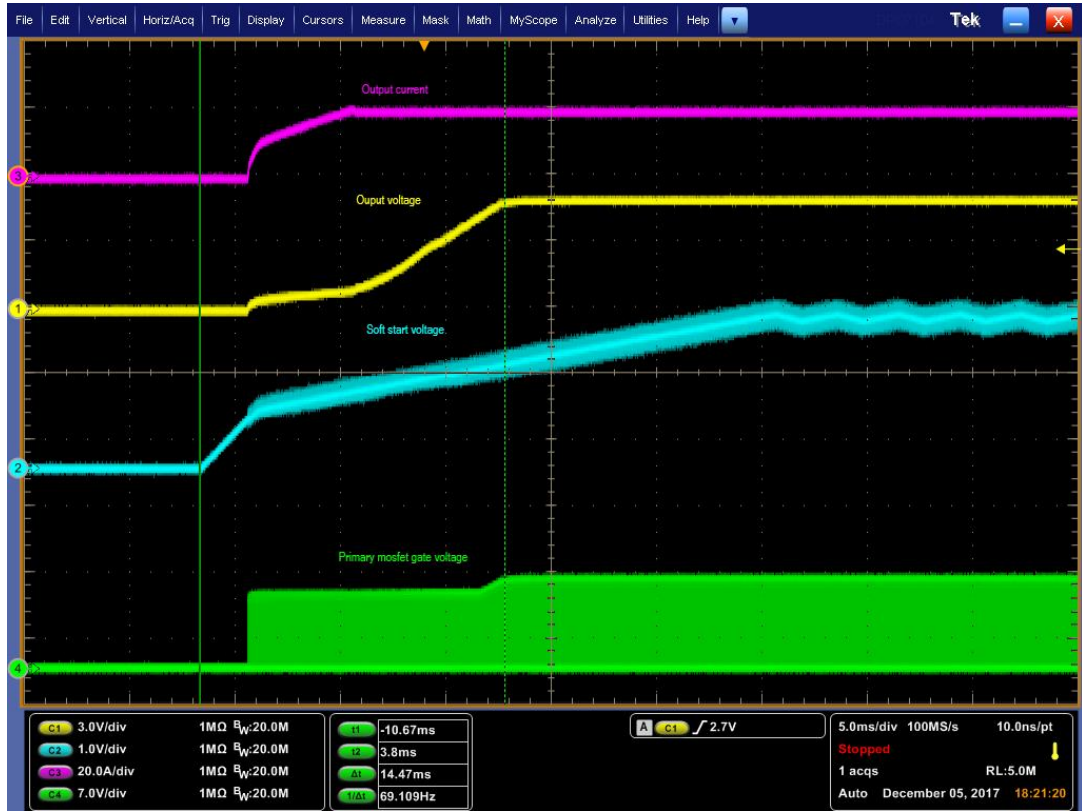 File Edit Vertical Horiz/Acq Trig Display Cursors Measure Mask Math MyScope Analyze Utilities Help Tek X
Output current
3
Ouput voltage
1
Soft start voltage
2
Primary mosfet gate voltage
4
C1 3.0V/div 1MΩ BW:20.0M
C2 1.0V/div 1MΩ BW:20.0M
C3 20.0A/div 1MΩ BW:20.0M
C4 7.0V/div 1MΩ BW:20.0M
t1 -10.67ms
t2 3.8ms
Δt 14.47ms
1/Δt 69.109Hz
A C1 2.7V
5.0ms/div 100MS/s 10.0ns/pt
Stopped
1 acqs RL:5.0M
Auto December 05, 2017 18:21:20